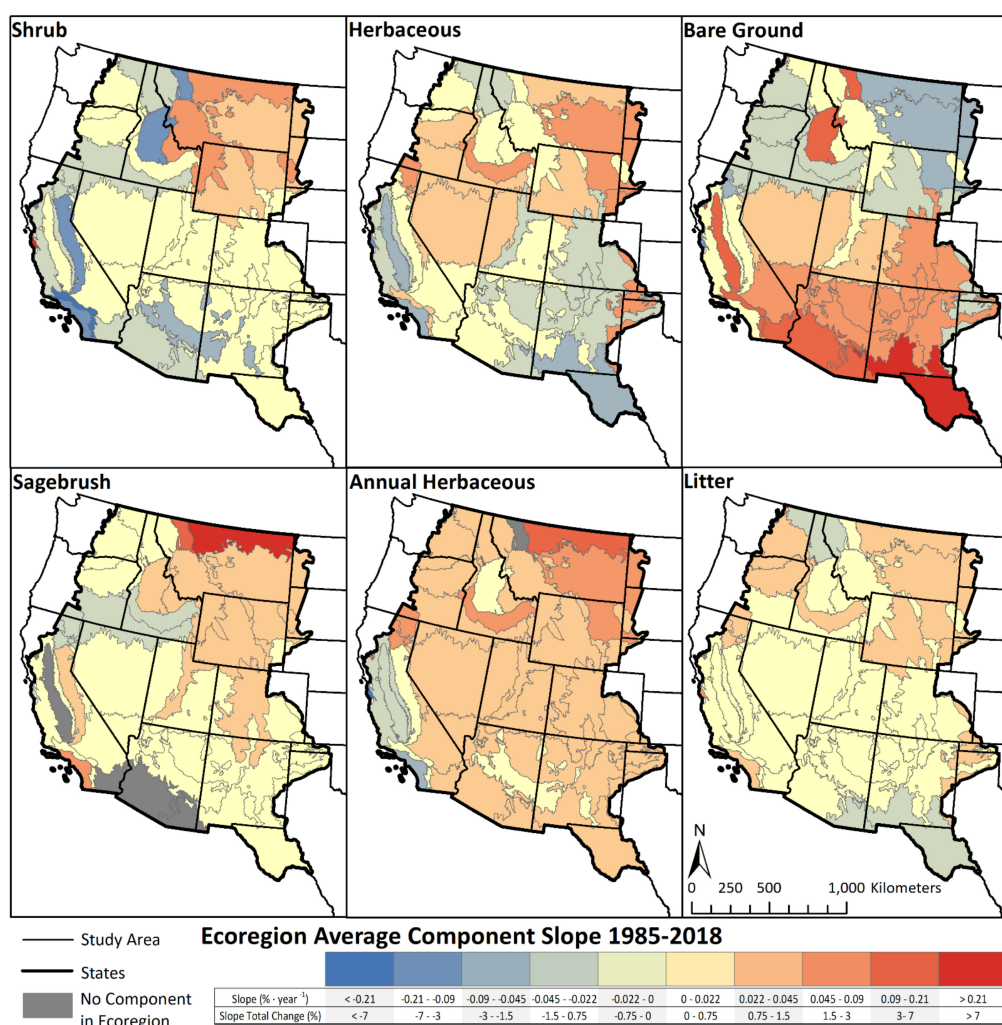 Shrub
Herbaceous
Bare Ground
Sagebrush
Annual Herbaceous
Litter
N
0 250 500 1,000 Kilometers
Study Area
States
No Component
in Ecoregion
Ecoregion Average Component Slope 1985-2018
Slope (% · year ⁻¹) < -0.21 -0.21 - -0.09 -0.09 - -0.045 -0.045 - -0.022 -0.022 - 0 0 - 0.022 0.022 - 0.045 0.045 - 0.09 0.09 - 0.21 > 0.21
Slope Total Change (%) < -7 -7 - -3 -3 - -1.5 -1.5 - 0.75 -0.75 - 0 0 - 0.75 0.75 - 1.5 1.5 - 3 3- 7 > 7